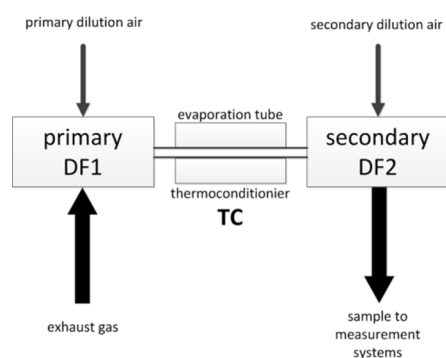 primary dilution air
secondary dilution air
evaporation tube
primary
DF1
secondary
DF2
thermoconditionier
TC
exhaust gas
sample to
measurement
systems